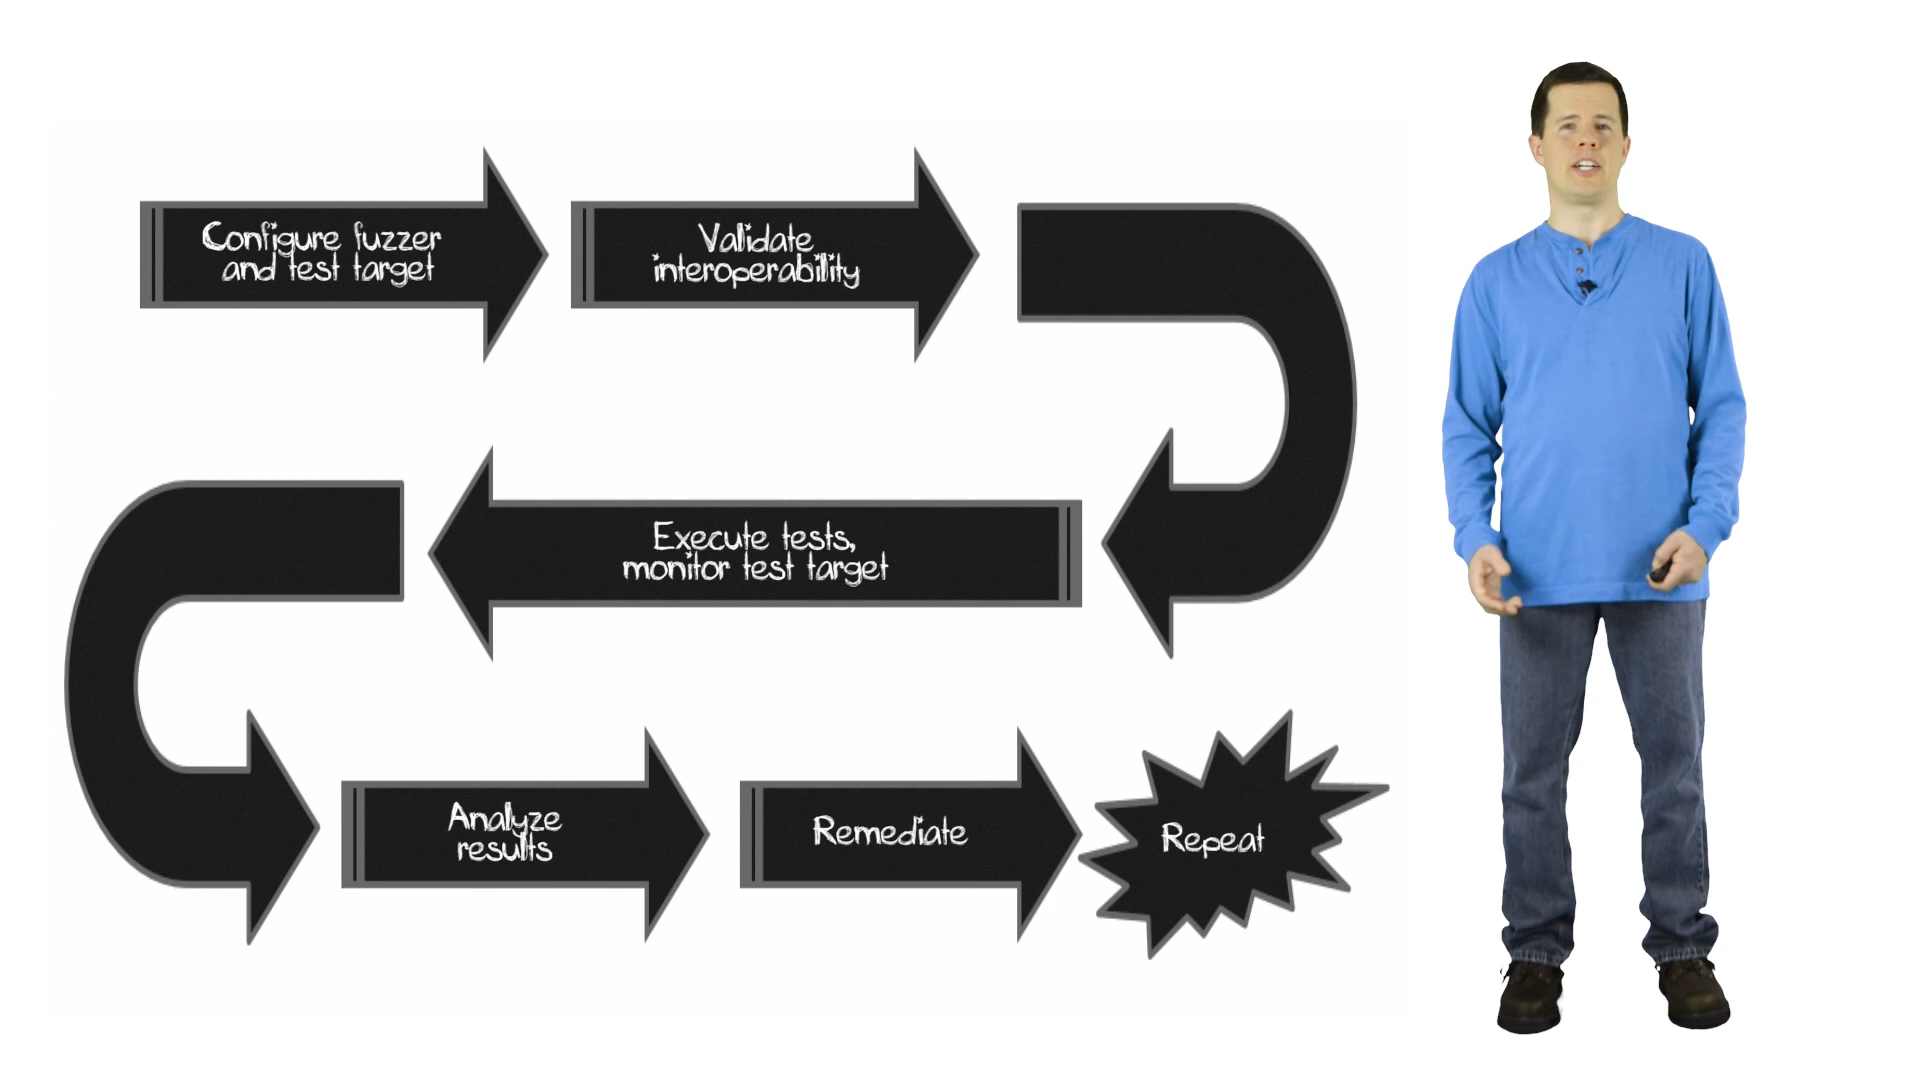 Configure fuzzer
and test target
Validate
interoperability
Execute tests,
monitor test target
Analyze
results
Remediate
Repeat